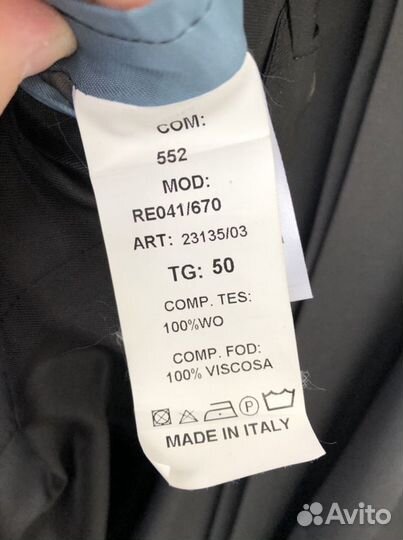 COM:
552
MOD:
RE041/670
ART: 23135/03
TG: 50
COMP. TES:
100%WO
COMP. FOD:
100% VISCOSA
P
MADE IN ITALY
Avito